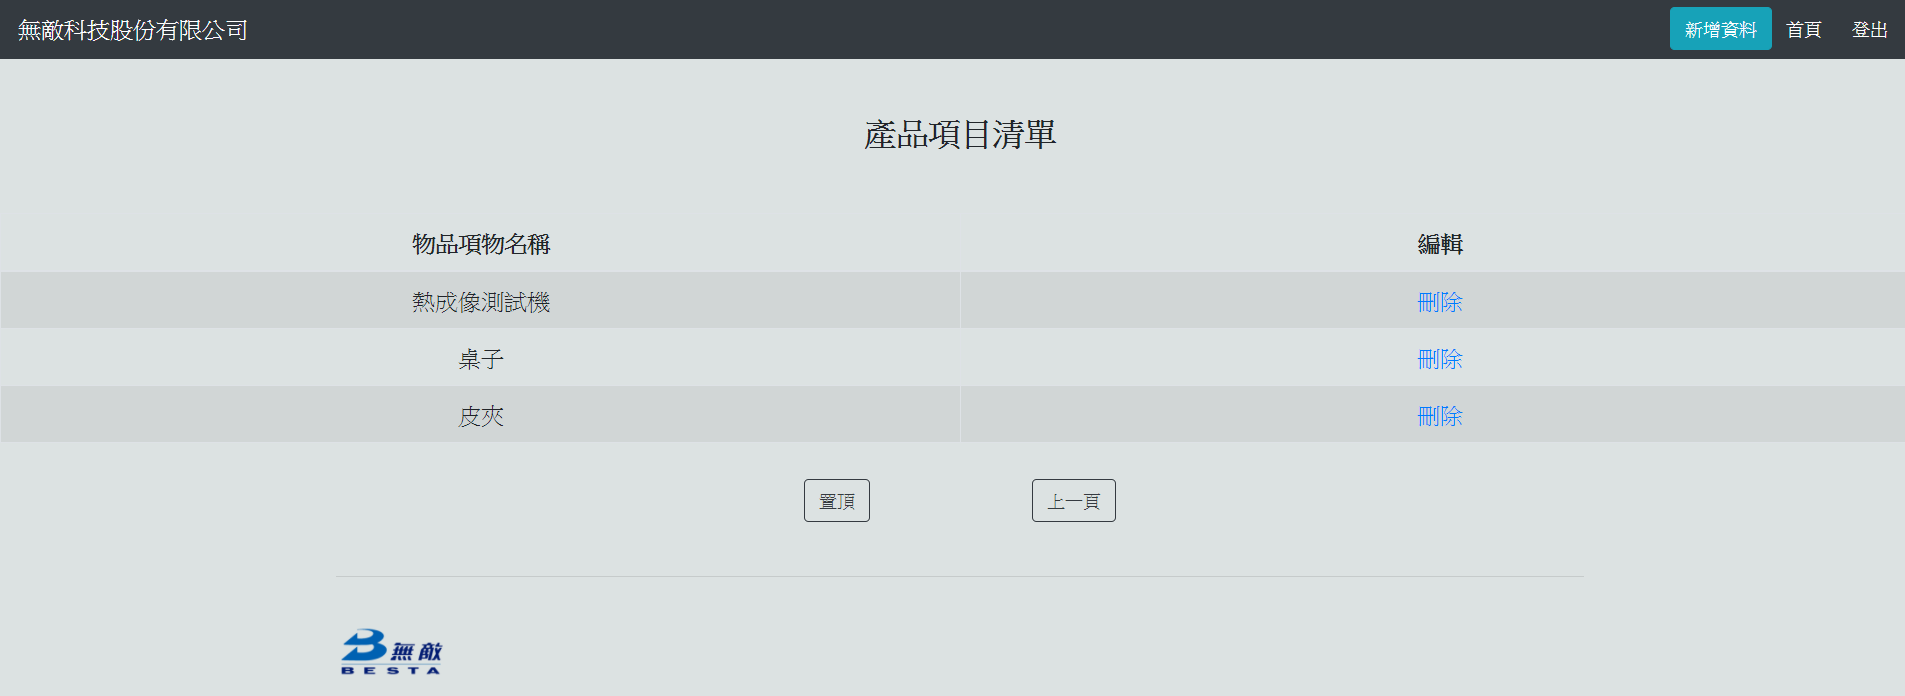 無敵科技股份有限公司 新增資料 首頁 登出
產品項目清單
物品項物名稱 編輯
熱成像測試機 刪除
桌子 刪除
皮夾 刪除
置頂 上一頁
無敵
BESTA